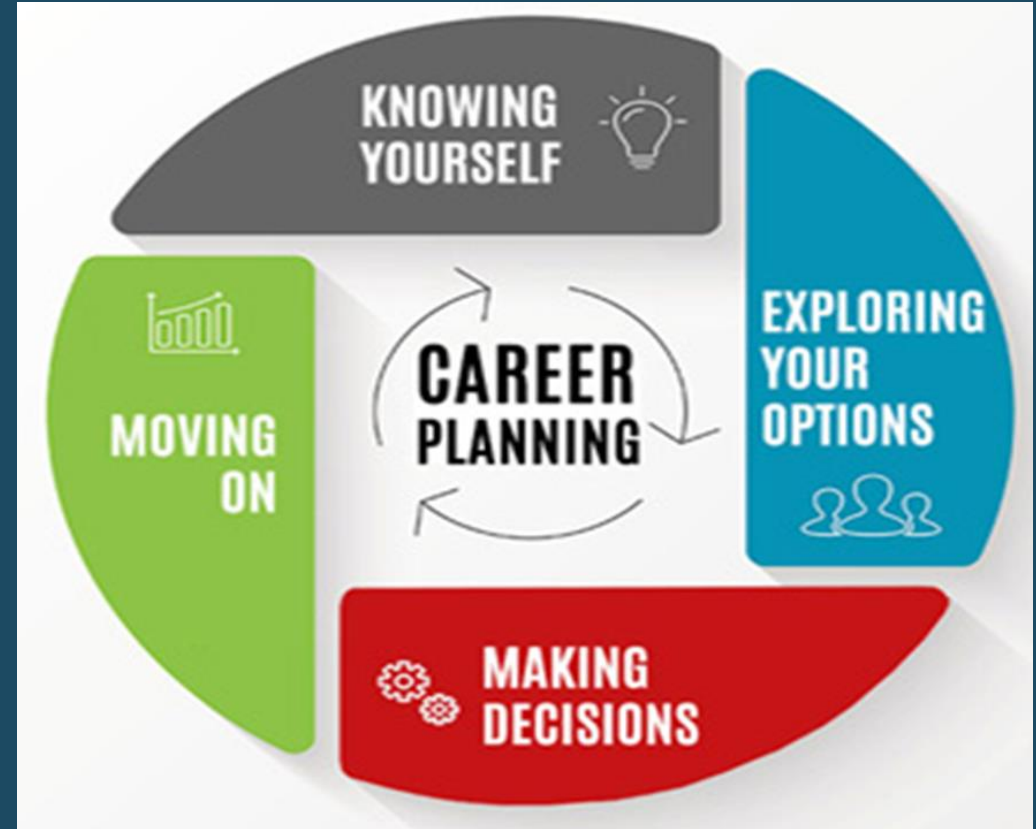 KNOWING
YOURSELF
EXPLORING
YOUR
OPTIONS
CAREER
PLANNING
MOVING
ON
MAKING
DECISIONS